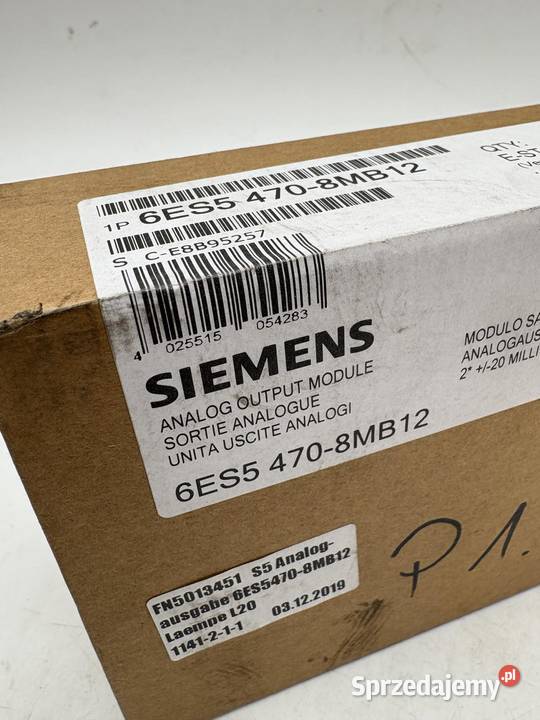 1P 6ES5 470-8MB12
QTY:
E-ST
(Ve
S C-E8B95257
4 025515 054283
SIEMENS
ANALOG OUTPUT MODULE
SORTIE ANALOGUE
UNITA USCITE ANALOGI
6ES5 470-8MB12
MODULO SA
ANALOGAUS
2* +/-20 MILLI
FN5013451 S5 Analog-
ausgabe 6ES5470-8MB12
Laempe L20
1141-2-1-1 03.12.2019
P1.
Sprzedajemy.pl